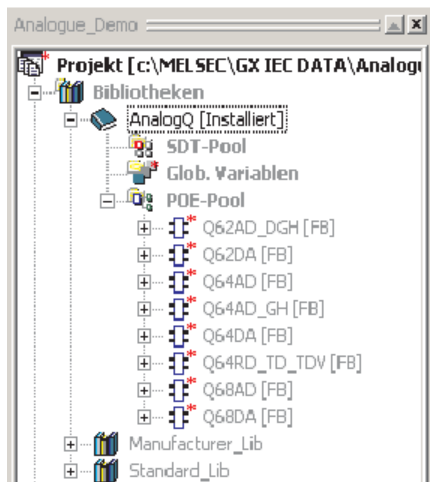 Analogue_Demo
Projekt [c:\MELSEC\GX IEC DATA\Analogu
Bibliotheken
AnalogQ [Installiert]
SDT-Pool
Glob. Variablen
POE-Pool
Q62AD_DGH [FB]
Q62DA [FB]
Q64AD [FB]
Q64AD_GH [FB]
Q64DA [FB]
Q64RD_TD_TDV [FB]
Q68AD [FB]
Q68DA [FB]
Manufacturer_Lib
Standard_Lib